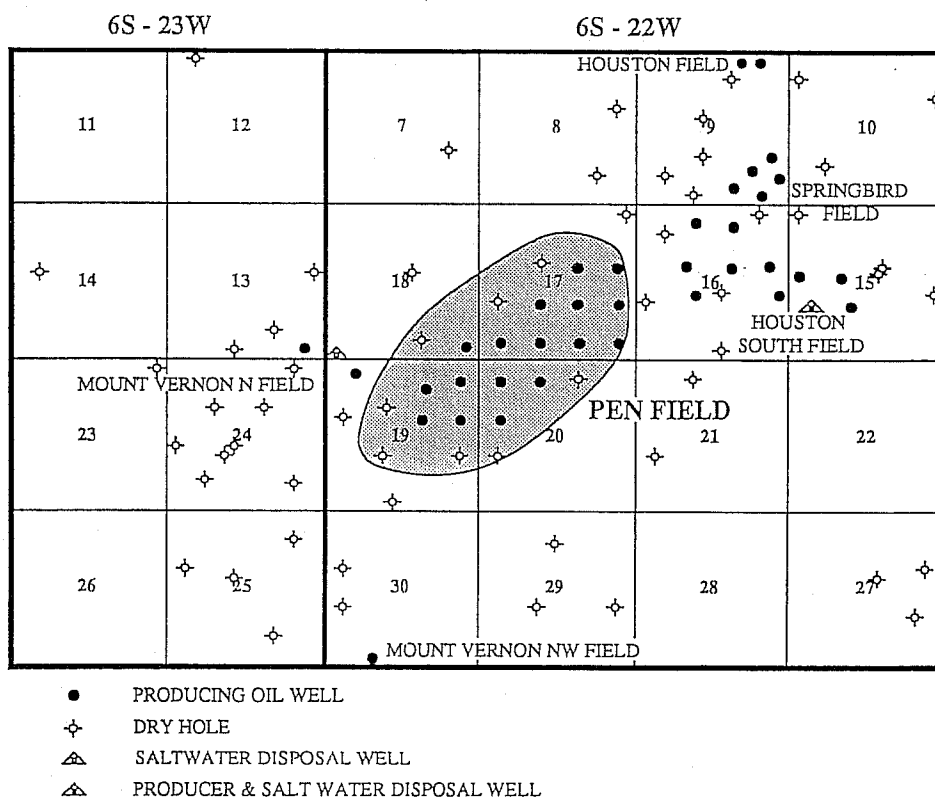 6S - 23W 6S - 22W
HOUSTON FIELD
11 12 7 8 9 10
SPRINGBIRD
FIELD
14 13 18 17 16 15
HOUSTON
SOUTH FIELD
MOUNT VERNON N FIELD
PEN FIELD
23 24 19 20 21 22
26 25 30 29 28 27
MOUNT VERNON NW FIELD
PRODUCING OIL WELL
DRY HOLE
SALTWATER DISPOSAL WELL
PRODUCER & SALT WATER DISPOSAL WELL